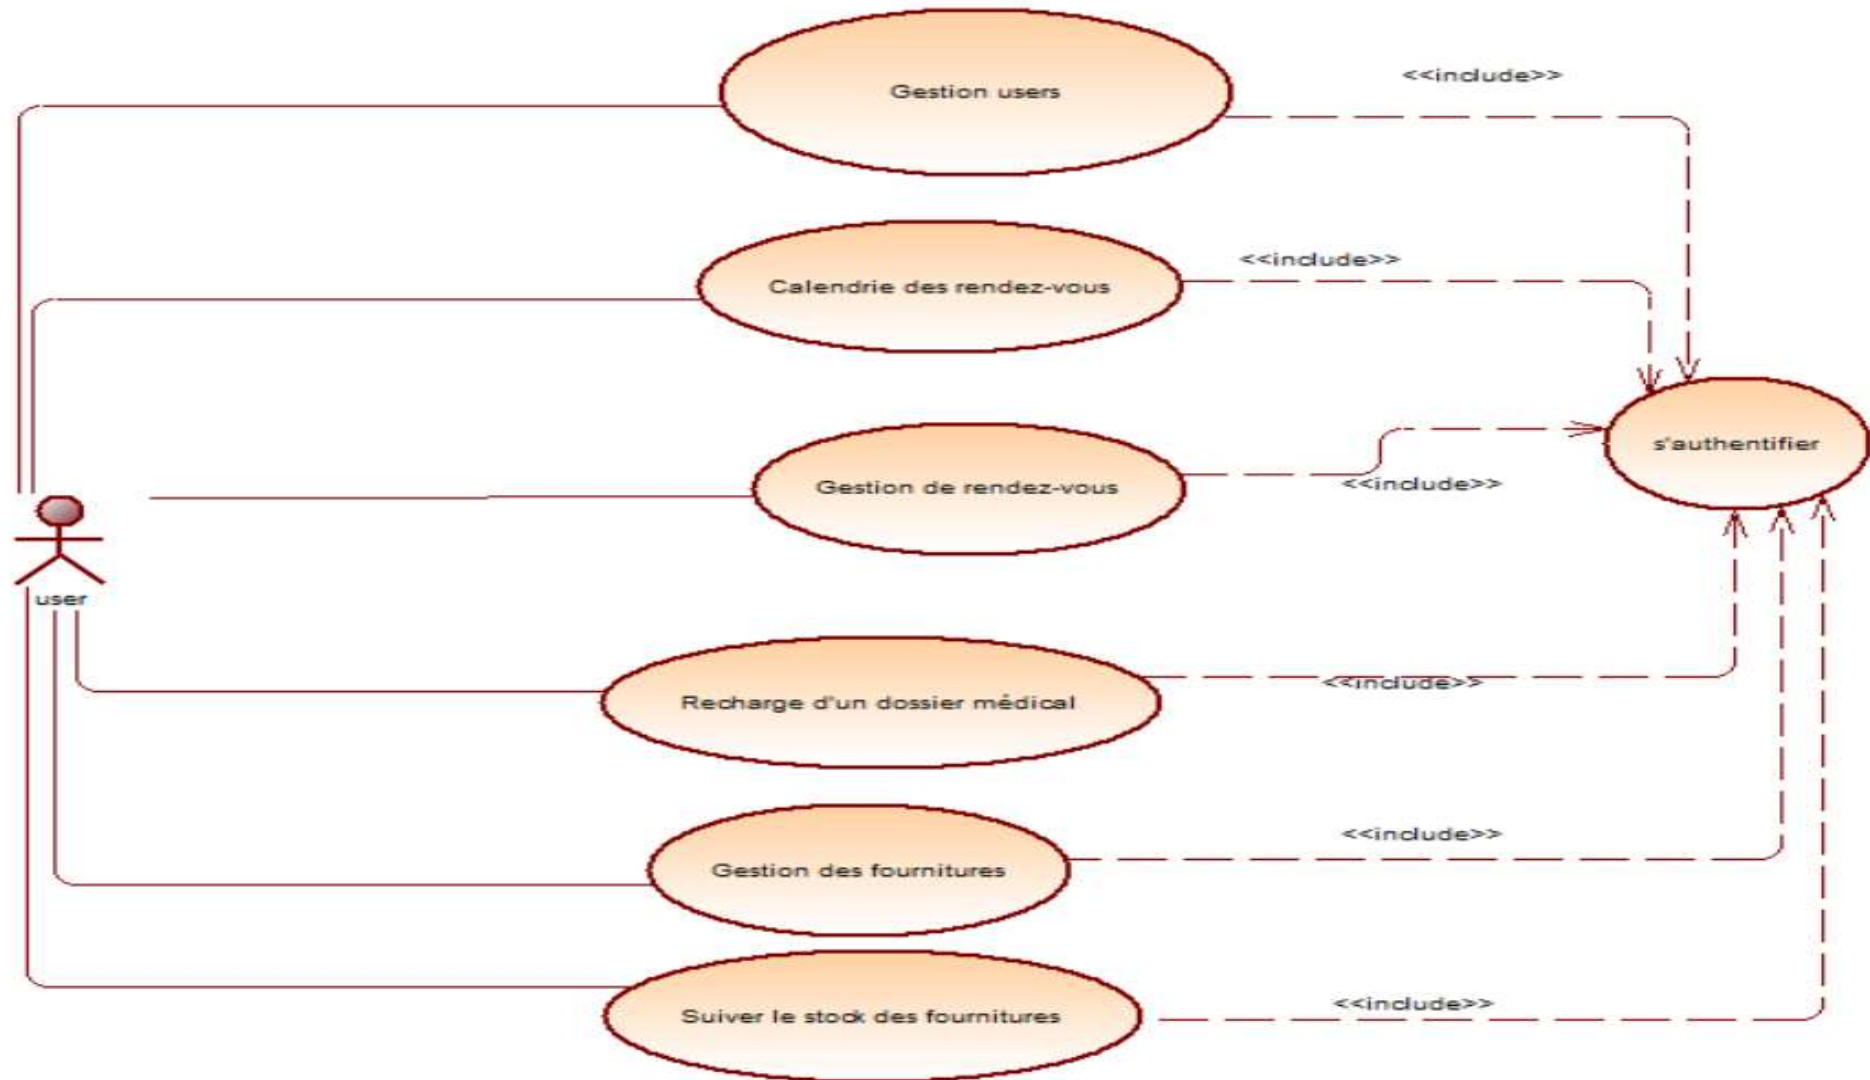 Gestion users
<<include>>
Calendrie des rendez-vous
<<include>>
Gestion de rendez-vous
<<include>>
s'authentifier
user
Recharge d'un dossier médical
<<include>>
Gestion des fournitures
<<include>>
Suiver le stock des fournitures
<<include>>